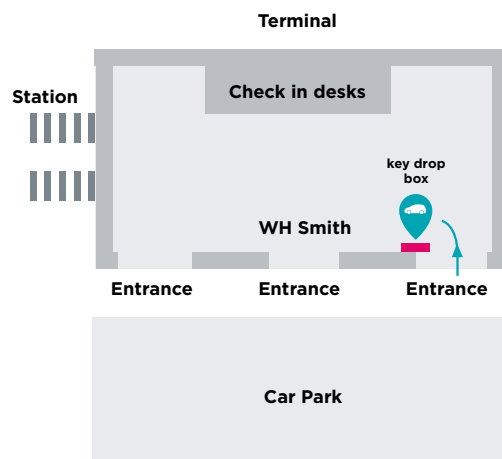 Terminal
Check in desks
Station
key drop
box
WH Smith
Entrance
Entrance
Entrance
Car Park